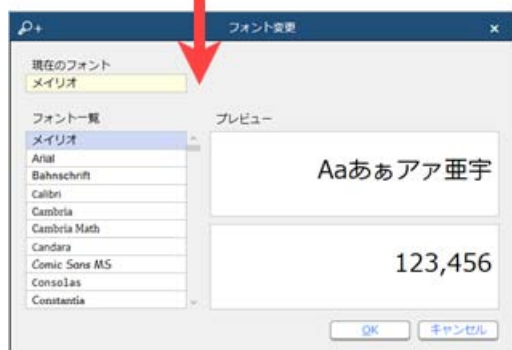 フォント変更
現在のフォント
メイリオ
フォント一覧
メイリオ
Arial
Bahnschrift
Calibri
Cambria
Cambria Math
Candara
Comic Sans MS
Consolas
Constantia
プレビュー
Aaあぁアァ亜宇
123,456
OK
キャンセル